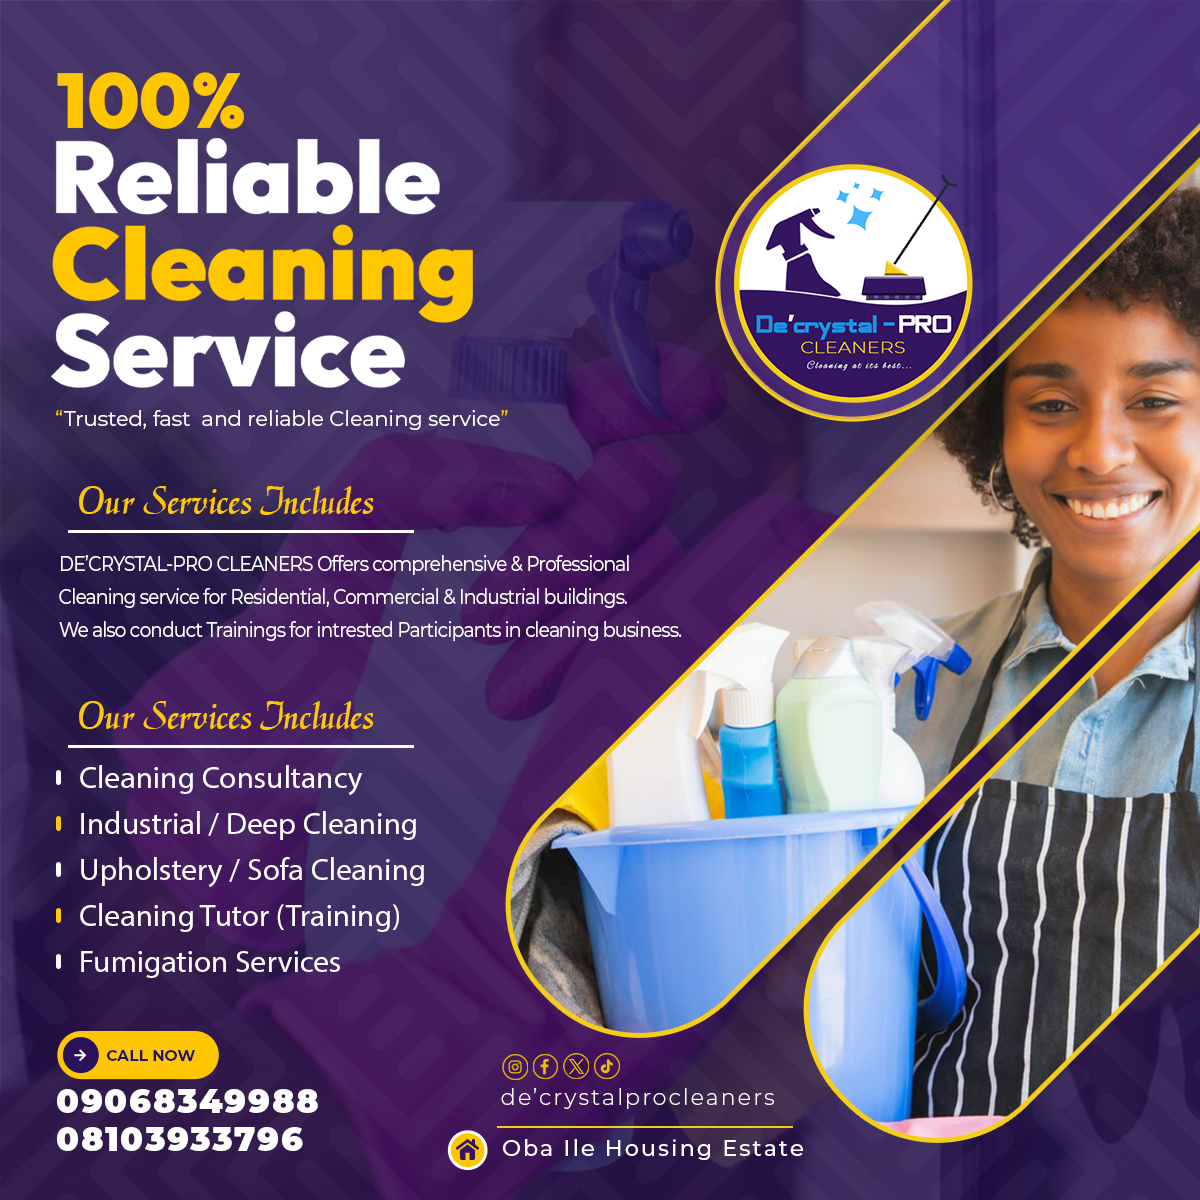 100%
Reliable
Cleaning
Service
“Trusted, fast  and reliable Cleaning service”
De'crystal - PRO
CLEANERS
Cleaning at its best...
Our Services Includes
DE'CRYSTAL-PRO CLEANERS Offers comprehensive & Professional
Cleaning service for Residential, Commercial & Industrial buildings.
We also conduct Trainings for intrested Participants in cleaning business.
Our Services Includes
Cleaning Consultancy
Industrial / Deep Cleaning
Upholstery / Sofa Cleaning
Cleaning Tutor (Training)
Fumigation Services
CALL NOW
09068349988
08103933796
de'crystalprocleaners
Oba Ile Housing Estate